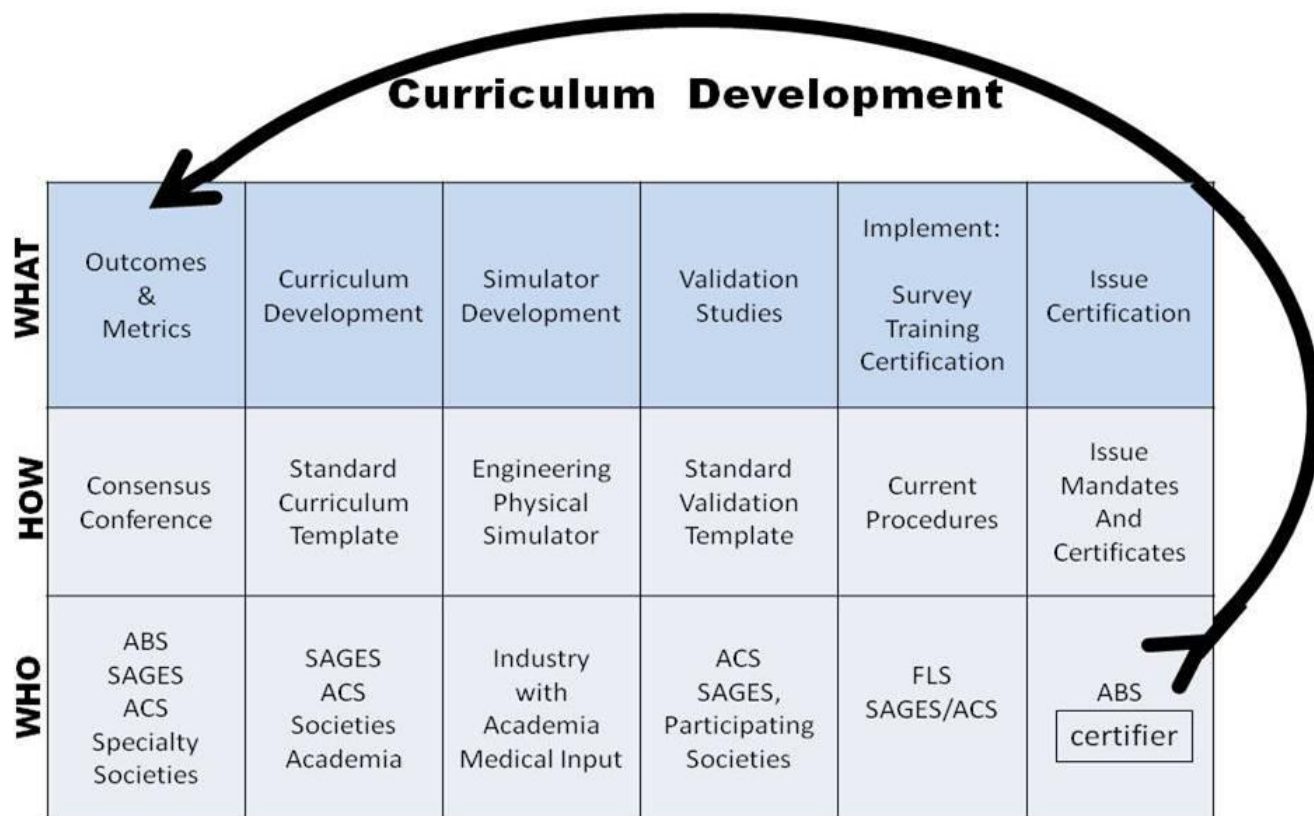 Curriculum Development
WHAT
Outcomes
&
Metrics
Curriculum
Development
Simulator
Development
Validation
Studies
Implement:
Survey
Training
Certification
Issue
Certification
HOW
Consensus
Conference
Standard
Curriculum
Template
Engineering
Physical
Simulator
Standard
Validation
Template
Current
Procedures
Issue
Mandates
And
Certificates
WHO
ABS
SAGES
ACS
Specialty
Societies
SAGES
ACS
Societies
Academia
Industry
with
Academia
Medical Input
ACS
SAGES,
Participating
Societies
FLS
SAGES/ACS
ABS
certifier